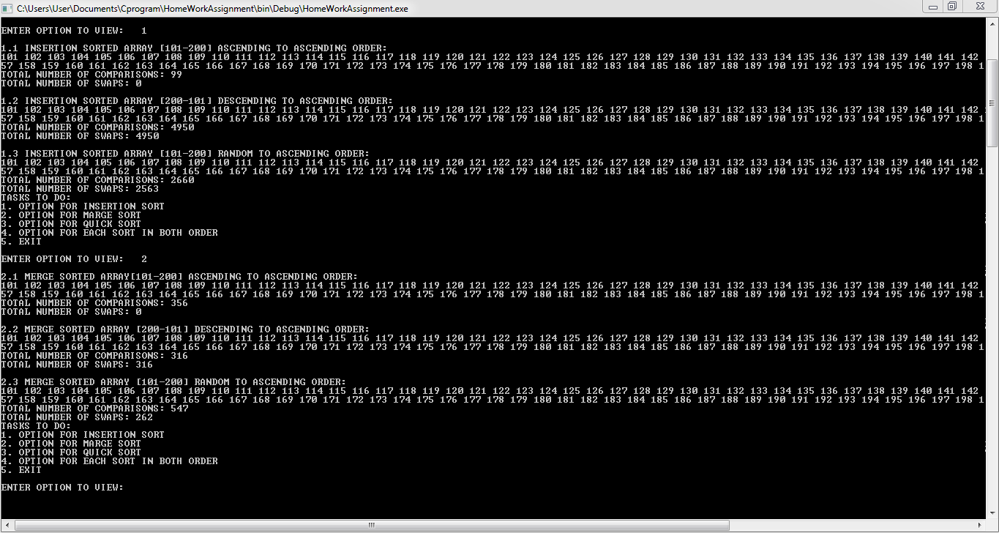 C:\Users\User\Documents\Cprogram\HomeWorkAssignment\bin\Debug\HomeWorkAssignment.exe
ENTER OPTION TO VIEW: 1
1.1 INSERTION SORTED ARRAY [101-200] ASCENDING TO ASCENDING ORDER:
101 102 103 104 105 106 107 108 109 110 111 112 113 114 115 116 117 118 119 120 121 122 123 124 125 126 127 128 129 130 131 132 133 134 135 136 137 138 139 140 141 142
57 158 159 160 161 162 163 164 165 166 167 168 169 170 171 172 173 174 175 176 177 178 179 180 181 182 183 184 185 186 187 188 189 190 191 192 193 194 195 196 197 198 1
TOTAL NUMBER OF COMPARISONS: 99
TOTAL NUMBER OF SWAPS: 0
1.2 INSERTION SORTED ARRAY [200-101] DESCENDING TO ASCENDING ORDER:
101 102 103 104 105 106 107 108 109 110 111 112 113 114 115 116 117 118 119 120 121 122 123 124 125 126 127 128 129 130 131 132 133 134 135 136 137 138 139 140 141 142
57 158 159 160 161 162 163 164 165 166 167 168 169 170 171 172 173 174 175 176 177 178 179 180 181 182 183 184 185 186 187 188 189 190 191 192 193 194 195 196 197 198 1
TOTAL NUMBER OF COMPARISONS: 4950
TOTAL NUMBER OF SWAPS: 4950
1.3 INSERTION SORTED ARRAY [101-200] RANDOM TO ASCENDING ORDER:
101 102 103 104 105 106 107 108 109 110 111 112 113 114 115 116 117 118 119 120 121 122 123 124 125 126 127 128 129 130 131 132 133 134 135 136 137 138 139 140 141 142
57 158 159 160 161 162 163 164 165 166 167 168 169 170 171 172 173 174 175 176 177 178 179 180 181 182 183 184 185 186 187 188 189 190 191 192 193 194 195 196 197 198 1
TOTAL NUMBER OF COMPARISONS: 2660
TOTAL NUMBER OF SWAPS: 2563
TASKS TO DO:
1. OPTION FOR INSERTION SORT
2. OPTION FOR MARGE SORT
3. OPTION FOR QUICK SORT
4. OPTION FOR EACH SORT IN BOTH ORDER
5. EXIT
ENTER OPTION TO VIEW: 2
2.1 MERGE SORTED ARRAY[101-200] ASCENDING TO ASCENDING ORDER:
101 102 103 104 105 106 107 108 109 110 111 112 113 114 115 116 117 118 119 120 121 122 123 124 125 126 127 128 129 130 131 132 133 134 135 136 137 138 139 140 141 142
57 158 159 160 161 162 163 164 165 166 167 168 169 170 171 172 173 174 175 176 177 178 179 180 181 182 183 184 185 186 187 188 189 190 191 192 193 194 195 196 197 198 1
TOTAL NUMBER OF COMPARISONS: 356
TOTAL NUMBER OF SWAPS: 0
2.2 MERGE SORTED ARRAY [200-101] DESCENDING TO ASCENDING ORDER:
101 102 103 104 105 106 107 108 109 110 111 112 113 114 115 116 117 118 119 120 121 122 123 124 125 126 127 128 129 130 131 132 133 134 135 136 137 138 139 140 141 142
57 158 159 160 161 162 163 164 165 166 167 168 169 170 171 172 173 174 175 176 177 178 179 180 181 182 183 184 185 186 187 188 189 190 191 192 193 194 195 196 197 198 1
TOTAL NUMBER OF COMPARISONS: 316
TOTAL NUMBER OF SWAPS: 316
2.3 MERGE SORTED ARRAY [101-200] RANDOM TO ASCENDING ORDER:
101 102 103 104 105 106 107 108 109 110 111 112 113 114 115 116 117 118 119 120 121 122 123 124 125 126 127 128 129 130 131 132 133 134 135 136 137 138 139 140 141 142
57 158 159 160 161 162 163 164 165 166 167 168 169 170 171 172 173 174 175 176 177 178 179 180 181 182 183 184 185 186 187 188 189 190 191 192 193 194 195 196 197 198 1
TOTAL NUMBER OF COMPARISONS: 547
TOTAL NUMBER OF SWAPS: 262
TASKS TO DO:
1. OPTION FOR INSERTION SORT
2. OPTION FOR MARGE SORT
3. OPTION FOR QUICK SORT
4. OPTION FOR EACH SORT IN BOTH ORDER
5. EXIT
ENTER OPTION TO VIEW: